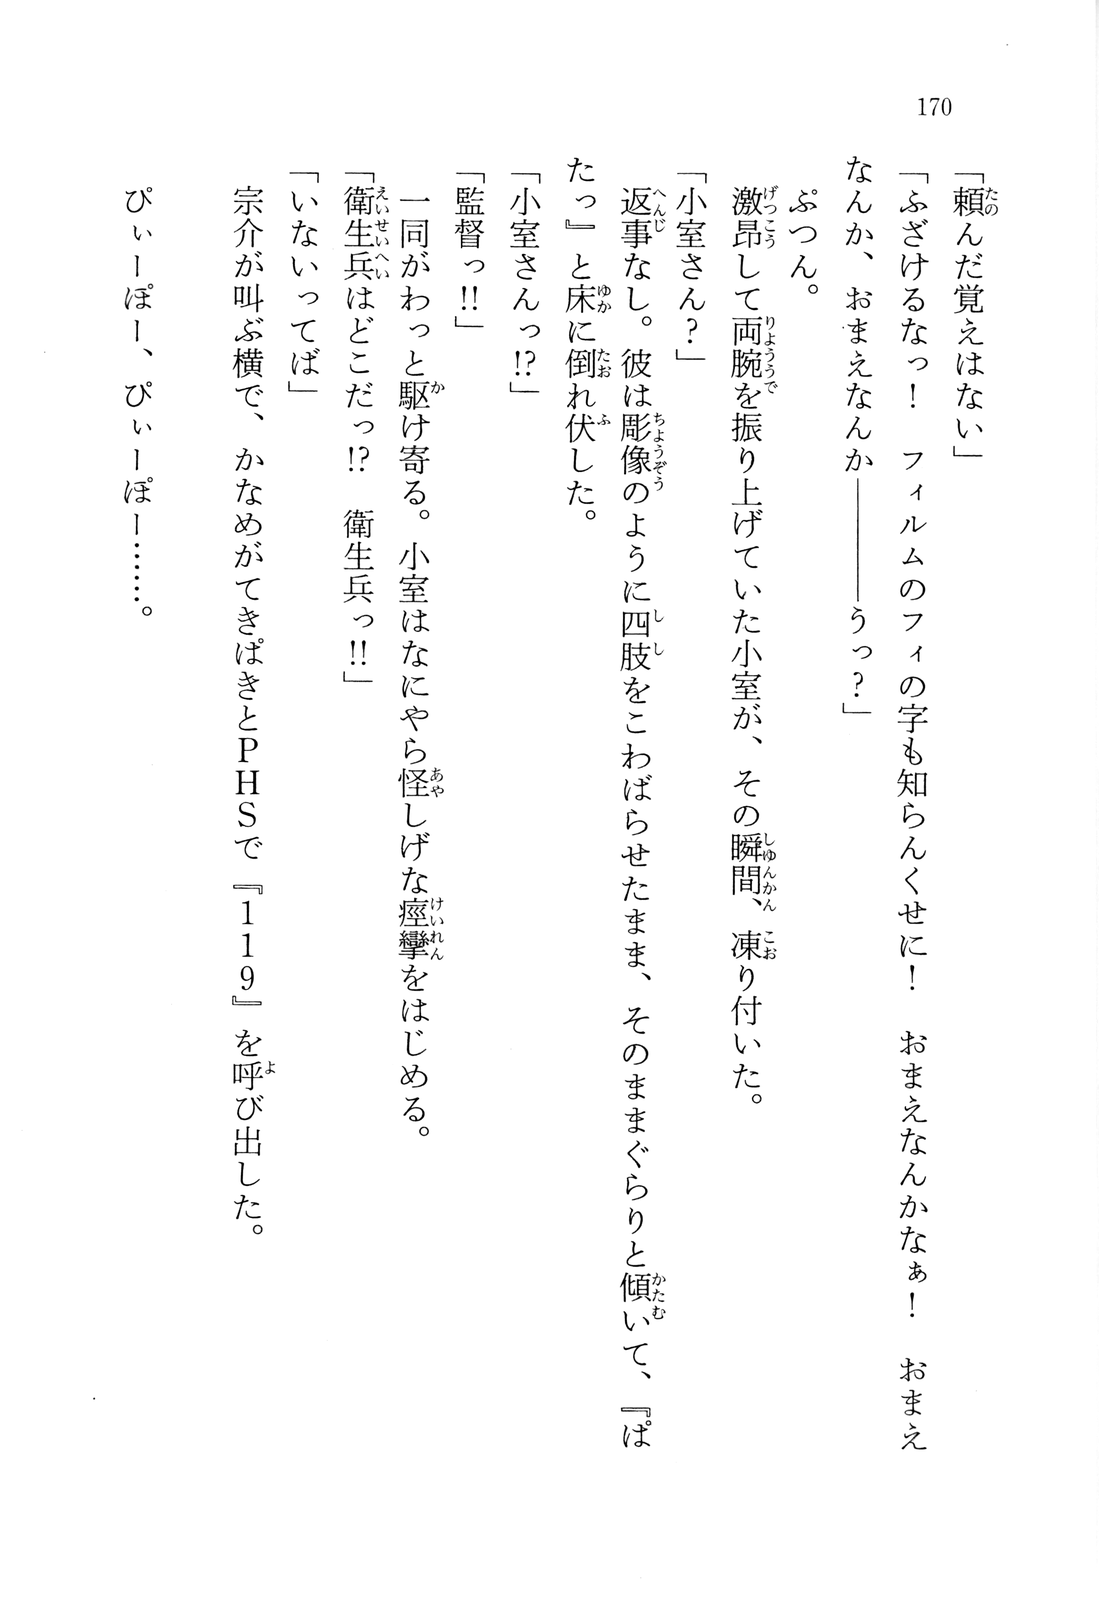 170
「頼んだ覚えはない」
「ふざけるなっ！　フィルムのフィの字も知らんくせに！　おまえなんかなぁ！　おまえ
なんか、おまえなんか――――うっ？」
　ぷつん。
　激昂して両腕を振り上げていた小室が、その瞬間、凍り付いた。
「小室さん？」
　返事なし。彼は彫像のように四肢をこわばらせたまま、そのままぐらりと傾いて、『ぱ
たっ』と床に倒れ伏した。
「小室さんっ!?」
「監督っ!!」
　一同がわっと駆け寄る。小室はなにやら怪しげな痙攣をはじめる。
「衛生兵はどこだっ!?　衛生兵っ!!」
「いないってば」
　宗介が叫ぶ横で、かなめがてきぱきとＰＨＳで『１１９』を呼び出した。
　ぴぃーぽー、ぴぃーぽー……。